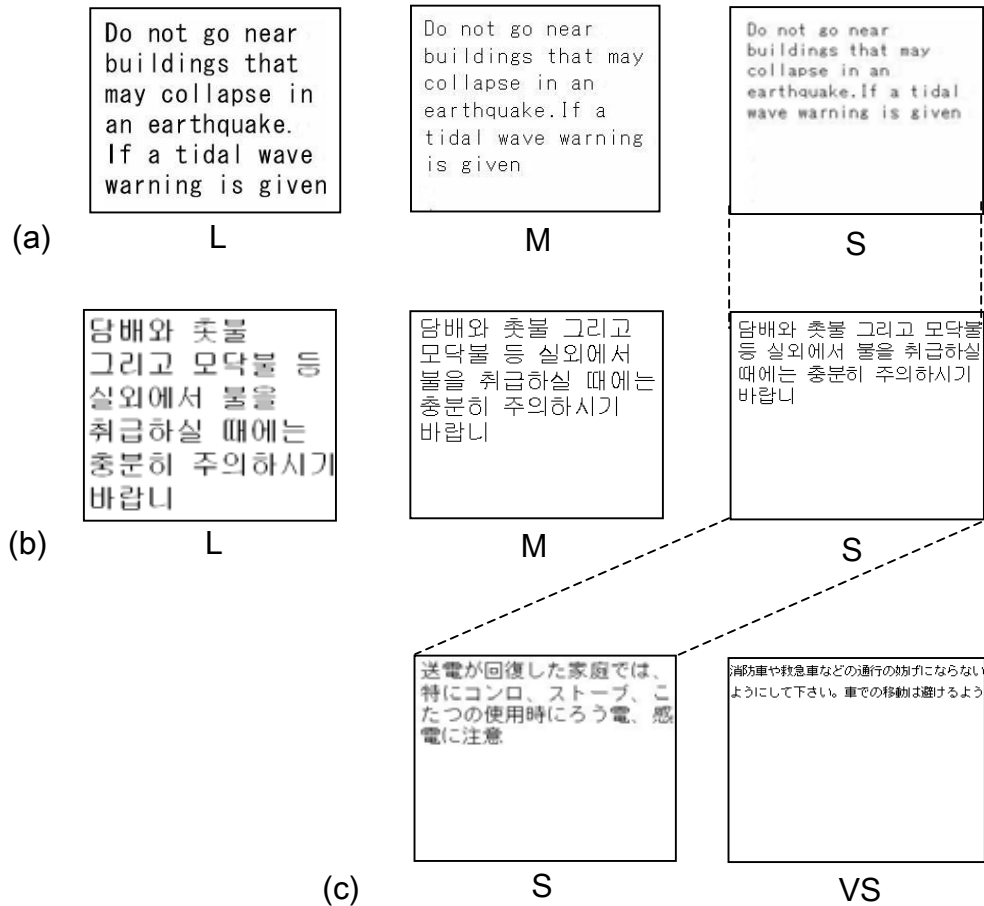 Do not go near
buildings that
may collapse in
an earthquake.
If a tidal wave
warning is given
Do not go near
buildings that may
collapse in an
earthquake.If a
tidal wave warning
is given
Do not go near
buildings that may
collapse in an
earthquake.If a tidal
wave warning is given
(a)
L
M
S
담배와 촛불
그리고 모닥불 등
실외에서 불을
취급하실 때에는
충분히 주의하시기
바랍니
담배와 촛불 그리고
모닥불 등 실외에서
불을 취급하실 때에는
충분히 주의하시기
바랍니
담배와 촛불 그리고 모닥불
등 실외에서 불을 취급하실
때에는 충분히 주의하시기
바랍니
(b)
L
M
S
送電が回復した家庭では、
特にコンロ、ストーブ、こ
たつの使用時にろう電、感
電に注意
消防車や救急車などの通行の妨げにならない
ようにして下さい。車での移動は避けるよう
(c)
S
VS